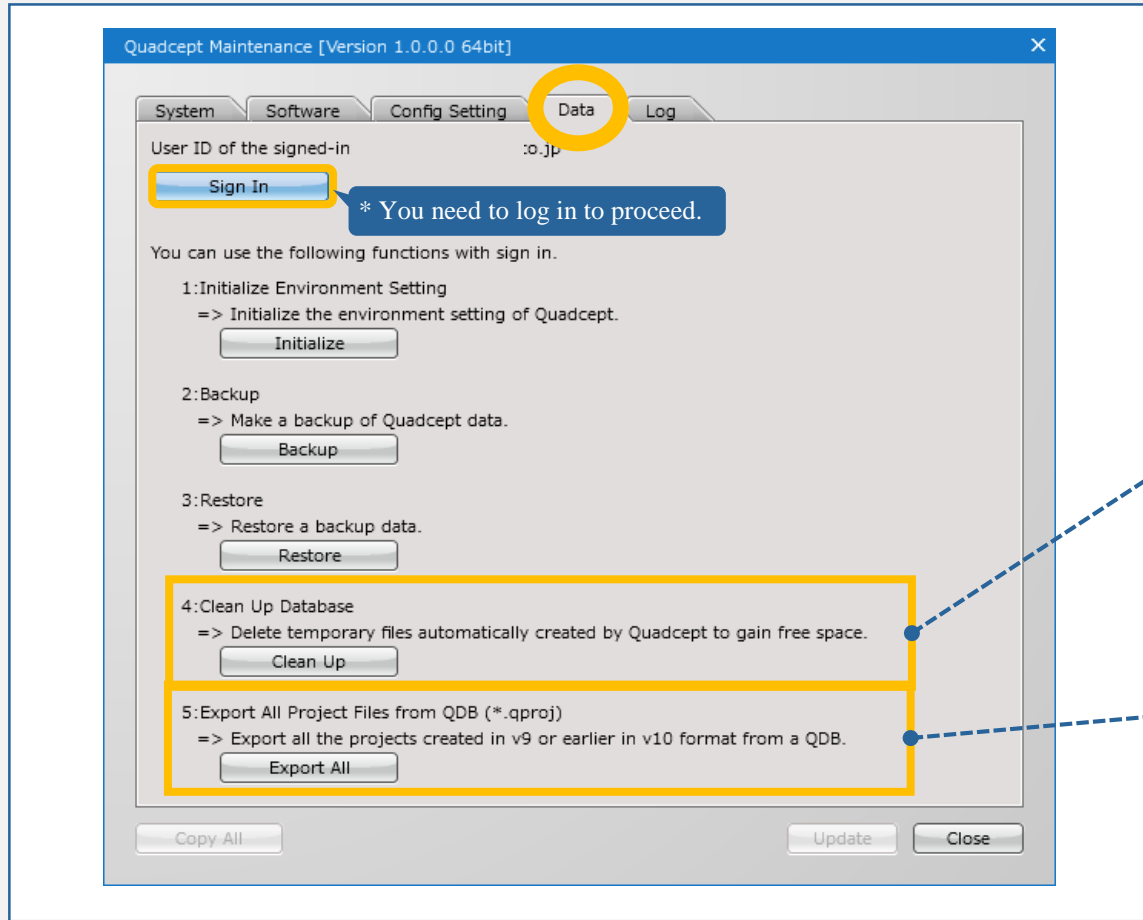 Quadcept Maintenance [Version 1.0.0.0 64bit]
System Software Config Setting Data Log
User ID of the signed-in :o.jp
Sign In
* You need to log in to proceed.
You can use the following functions with sign in.
1:Initialize Environment Setting
=> Initialize the environment setting of Quadcept.
Initialize
2:Backup
=> Make a backup of Quadcept data.
Backup
3:Restore
=> Restore a backup data.
Restore
4:Clean Up Database
=> Delete temporary files automatically created by Quadcept to gain free space.
Clean Up
5:Export All Project Files from QDB (*.qproj)
=> Export all the projects created in v9 or earlier in v10 format from a QDB.
Export All
Copy All Update Close